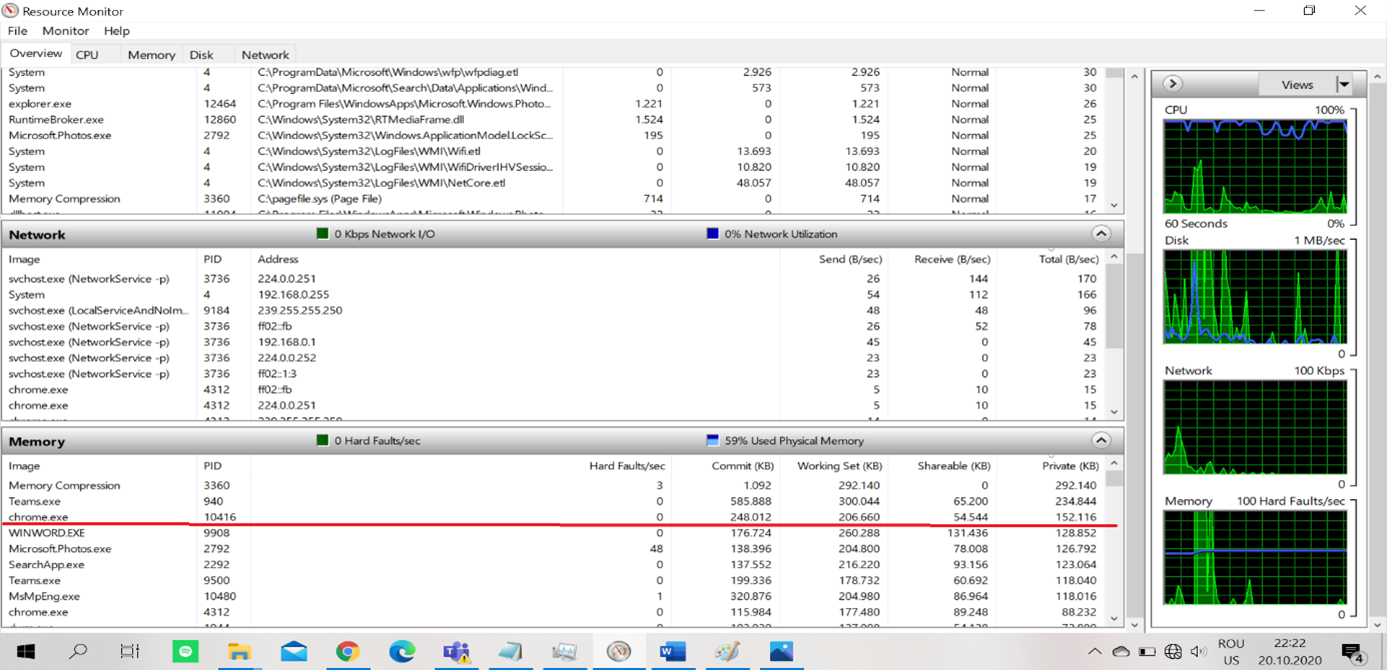 Resource Monitor
File Monitor Help
Overview CPU Memory Disk Network
System 4 C:\ProgramData\Microsoft\Windows\wfp\wfpdiag.etl 0 2.926 2.926 Normal 30
System 4 C:\ProgramData\Microsoft\Search\Data\Applications\Wind... 0 573 573 Normal 30
explorer.exe 12464 C:\Program Files\WindowsApps\Microsoft.Windows.Photo... 1.221 0 1.221 Normal 26
RuntimeBroker.exe 12860 C:\Windows\System32\RTMediaFrame.dll 1.524 0 1.524 Normal 25
Microsoft.Photos.exe 2792 C:\Windows\System32\Windows.ApplicationModel.LockSc... 195 0 195 Normal 25
System 4 C:\Windows\System32\LogFiles\WMI\Wifi.etl 0 13.693 13.693 Normal 20
System 4 C:\Windows\System32\LogFiles\WMI\WifiDriverIHVSessio... 0 10.820 10.820 Normal 19
System 4 C:\Windows\System32\LogFiles\WMI\NetCore.etl 0 48.057 48.057 Normal 19
Memory Compression 3360 C:\pagefile.sys (Page File) 714 0 714 Normal 17
Network 0 Kbps Network I/O 0% Network Utilization
Image PID Address Send (B/sec) Receive (B/sec) Total (B/sec)
svchost.exe (NetworkService -p) 3736 224.0.0.251 26 144 170
System 4 192.168.0.255 54 112 166
svchost.exe (LocalServiceAndNoIm... 9184 239.255.255.250 48 48 96
svchost.exe (NetworkService -p) 3736 ff02::fb 26 52 78
svchost.exe (NetworkService -p) 3736 192.168.0.1 45 0 45
svchost.exe (NetworkService -p) 3736 224.0.0.252 23 0 23
svchost.exe (NetworkService -p) 3736 ff02::1:3 23 0 23
chrome.exe 4312 ff02::fb 5 10 15
chrome.exe 4312 224.0.0.251 5 10 15
Memory 0 Hard Faults/sec 59% Used Physical Memory
Image PID Hard Faults/sec Commit (KB) Working Set (KB) Shareable (KB) Private (KB)
Memory Compression 3360 3 1.092 292.140 0 292.140
Teams.exe 940 0 585.888 300.044 65.200 234.844
chrome.exe 10416 0 248.012 206.660 54.544 152.116
WINWORD.EXE 9908 0 176.724 260.288 131.436 128.852
Microsoft.Photos.exe 2792 48 138.396 204.800 78.008 126.792
SearchApp.exe 2292 0 137.552 216.220 93.156 123.064
Teams.exe 9500 0 199.336 178.732 60.692 118.040
MsMpEng.exe 10480 1 320.876 204.980 86.964 118.016
chrome.exe 4312 0 115.984 177.480 89.248 88.232
Views
CPU 100%
60 Seconds 0%
Disk 1 MB/sec
0
Network 100 Kbps
0
Memory 100 Hard Faults/sec
0
ROU
US
22:22
20.10.2020
4